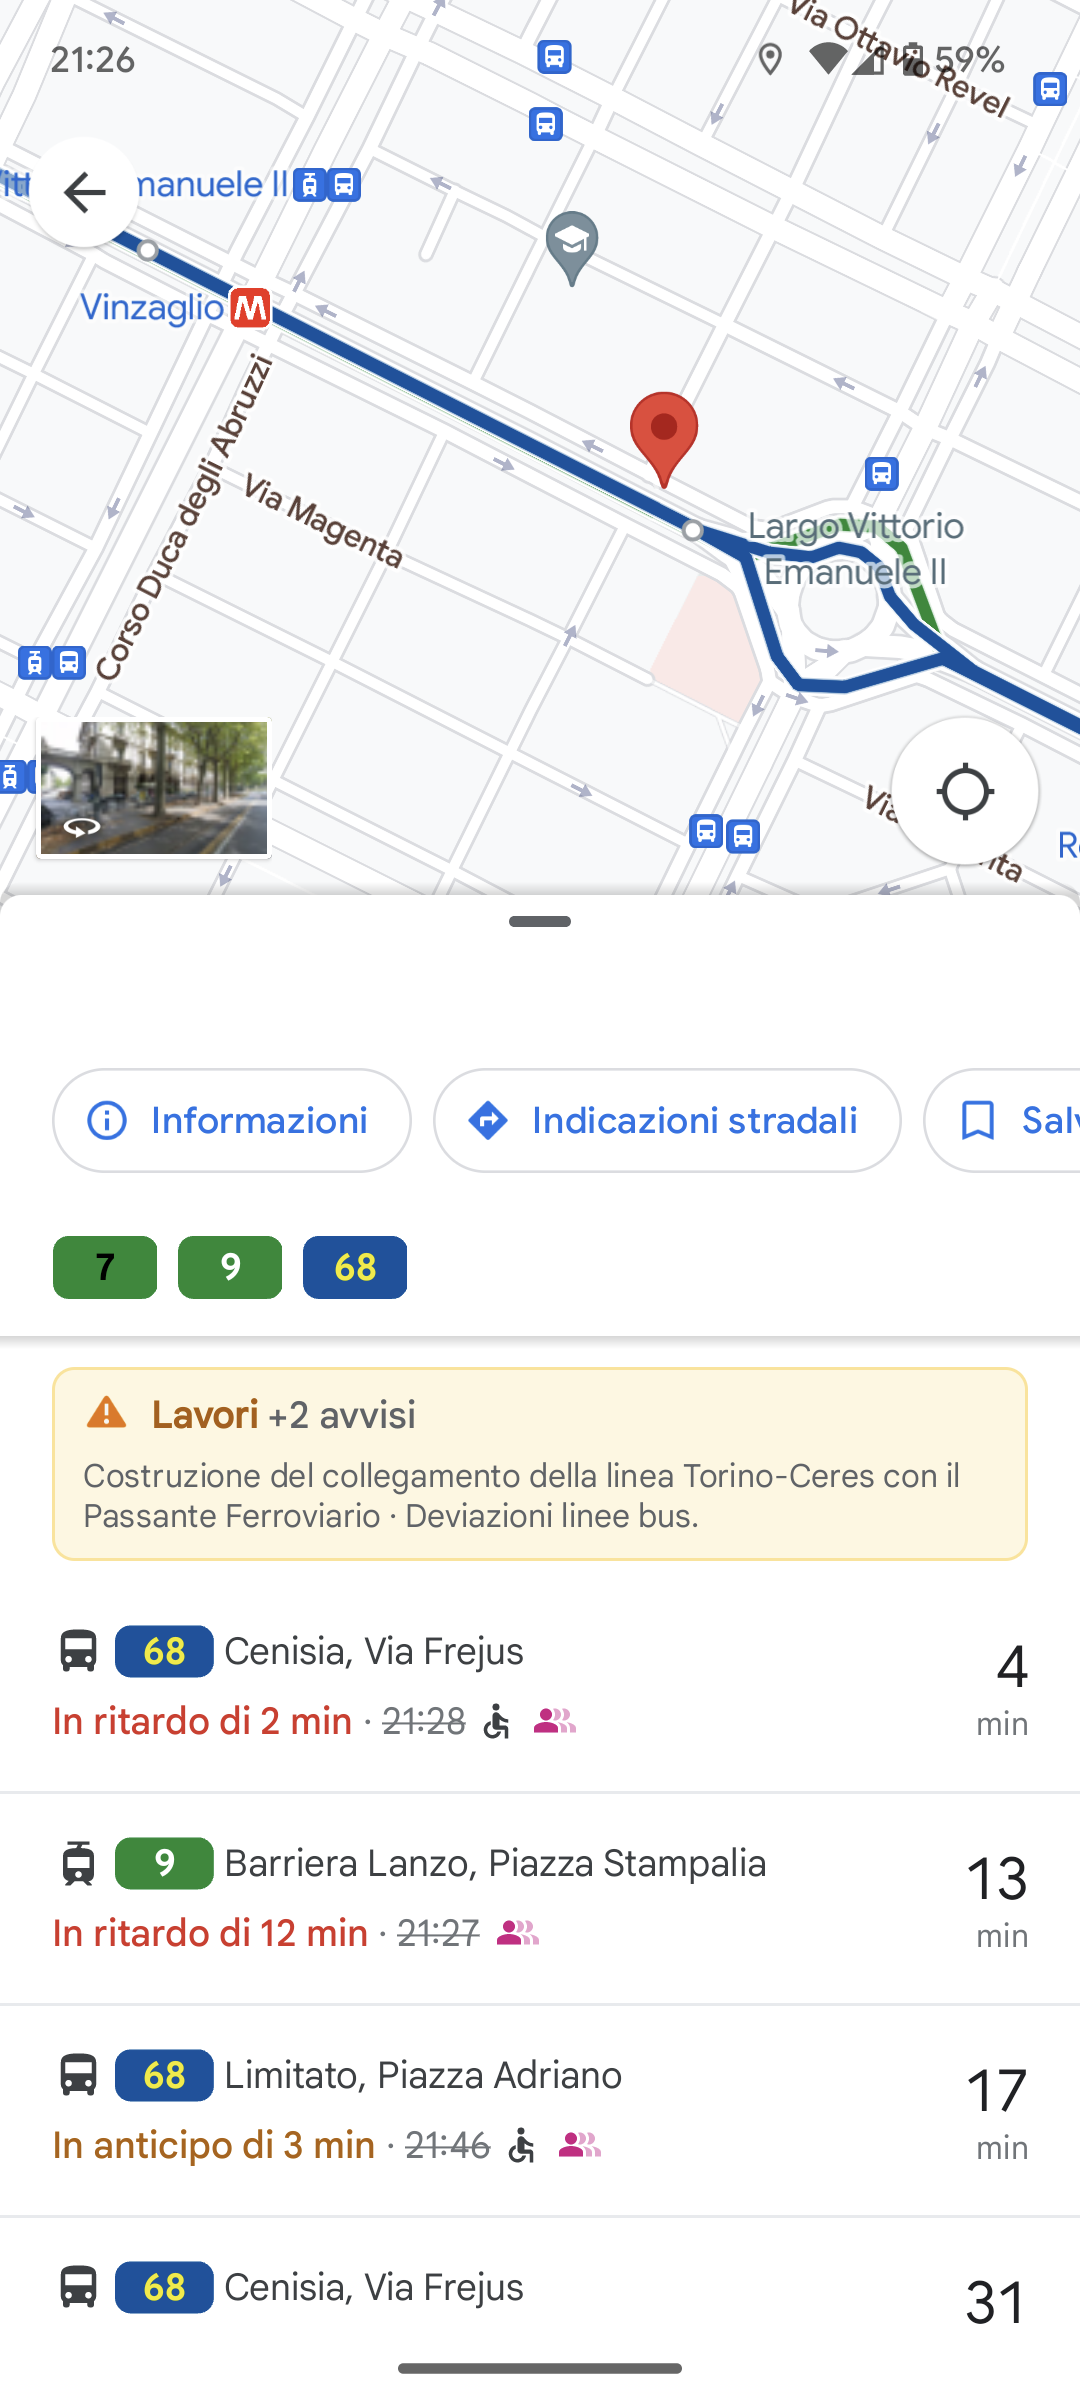 21:26
59%
Via Ottavio Revel
manuele II
Vinzaglio
M
Corso Duca degli Abruzzi
Via Magenta
Largo Vittorio
Emanuele II
Informazioni
Indicazioni stradali
7
9
68
Lavori +2 avvisi
Costruzione del collegamento della linea Torino-Ceres con il
Passante Ferroviario · Deviazioni linee bus.
68 Cenisia, Via Frejus
4
In ritardo di 2 min · 21:28
min
9 Barriera Lanzo, Piazza Stampalia
13
In ritardo di 12 min · 21:27
min
68 Limitato, Piazza Adriano
17
In anticipo di 3 min · 21:46
min
68 Cenisia, Via Frejus
31